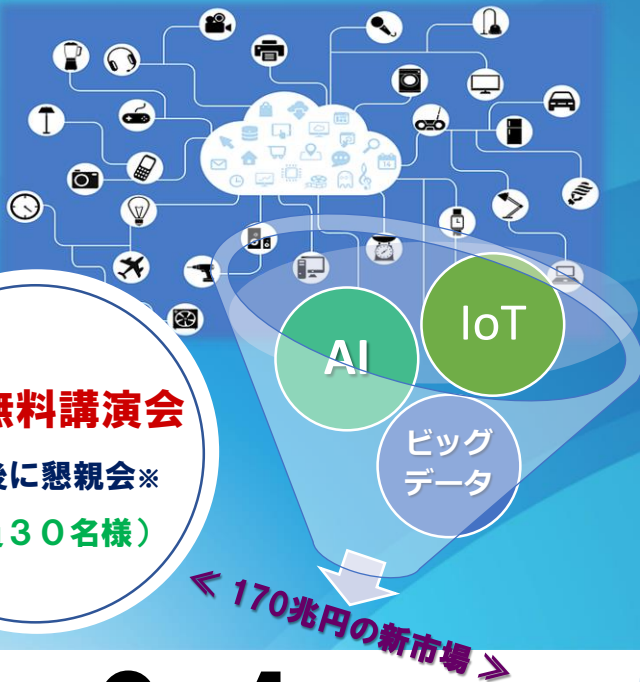 AI
IoT
ビッグ
データ
無料講演会
後に懇親会※
30名様）
≪ 170兆円の新市場 ≫